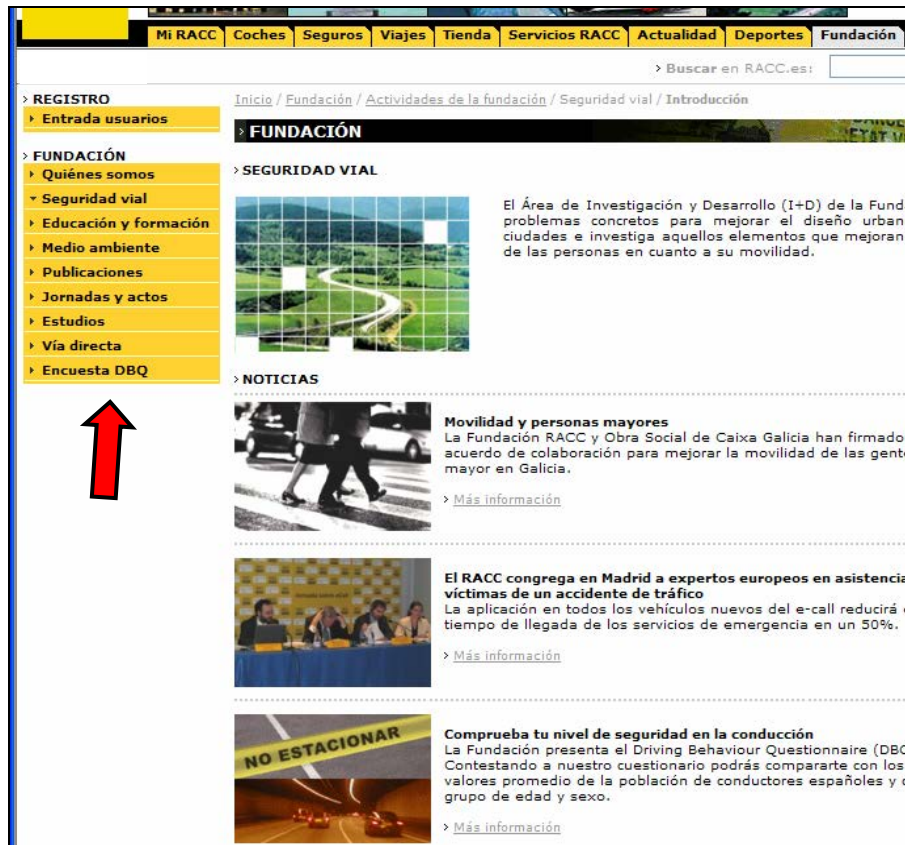 Mi RACC Coches Seguros Viajes Tienda Servicios RACC Actualidad Deportes Fundación
> Buscar en RACC.es:
> REGISTRO
Entrada usuarios
> FUNDACIÓN
Quiénes somos
Seguridad vial
Educación y formación
Medio ambiente
Publicaciones
Jornadas y actos
Estudios
Vía directa
Encuesta DBQ
Inicio / Fundación / Actividades de la fundación / Seguridad vial / Introducción
> FUNDACIÓN
> SEGURIDAD VIAL
El Área de Investigación y Desarrollo (I+D) de la Fund
problemas concretos para mejorar el diseño urban
ciudades e investiga aquellos elementos que mejoran
de las personas en cuanto a su movilidad.
> NOTICIAS
Movilidad y personas mayores
La Fundación RACC y Obra Social de Caixa Galicia han firmado
acuerdo de colaboración para mejorar la movilidad de las gent
mayor en Galicia.
> Más información
El RACC congrega en Madrid a expertos europeos en asistencia
víctimas de un accidente de tráfico
La aplicación en todos los vehículos nuevos del e-call reducirá
tiempo de llegada de los servicios de emergencia en un 50%.
> Más información
NO ESTACIONAR
Comprueba tu nivel de seguridad en la conducción
La Fundación presenta el Driving Behaviour Questionnaire (DBQ
Contestando a nuestro cuestionario podrás compararte con los
valores promedio de la población de conductores españoles y
grupo de edad y sexo.
> Más información